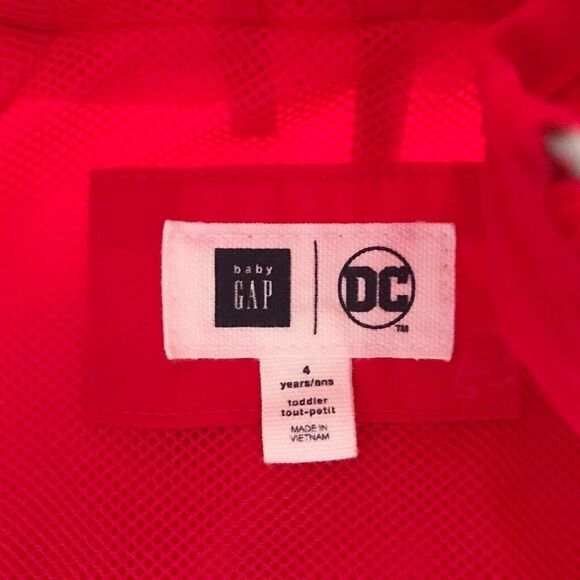 baby
GAP
DC
TM
4
years/ans
toddler
tout-petit
MADE IN
VIETNAM